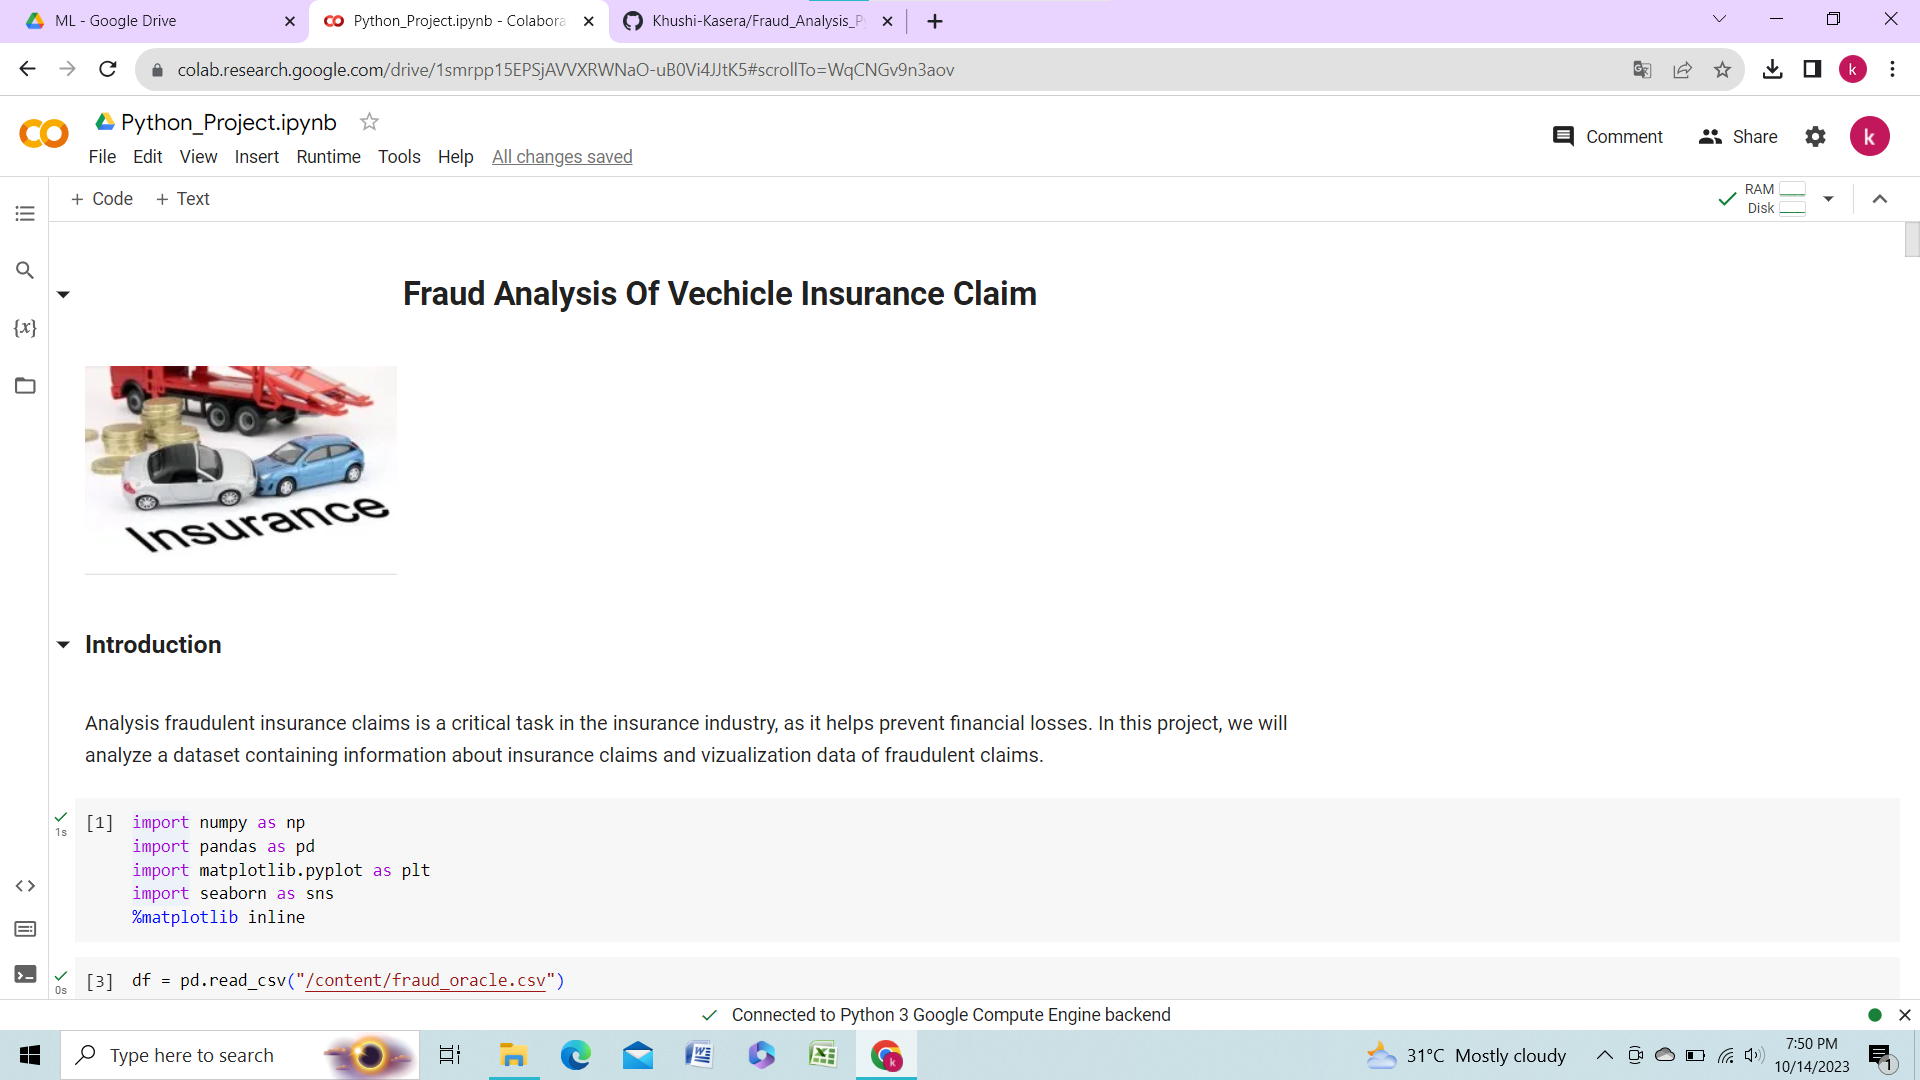 ML - Google Drive
Python_Project.ipynb - Colabora
Khushi-Kasera/Fraud_Analysis_P
colab.research.google.com/drive/1smrpp15EPSjAVVXRWNaO-uB0Vi4JJtK5#scrollTo=WqCNGv9n3aov
k
Python_Project.ipynb
Comment
Share
k
File Edit View Insert Runtime Tools Help All changes saved
+ Code + Text
RAM
Disk
Fraud Analysis Of Vechicle Insurance Claim
{x}
Insurance
Introduction
Analysis fraudulent insurance claims is a critical task in the insurance industry, as it helps prevent financial losses. In this project, we will
analyze a dataset containing information about insurance claims and vizualization data of fraudulent claims.
1s
[1] import numpy as np
import pandas as pd
import matplotlib.pyplot as plt
import seaborn as sns
%matplotlib inline
0s
[3] df = pd.read_csv("/content/fraud_oracle.csv")
Connected to Python 3 Google Compute Engine backend
Type here to search
31°C Mostly cloudy
7:50 PM
10/14/2023
1